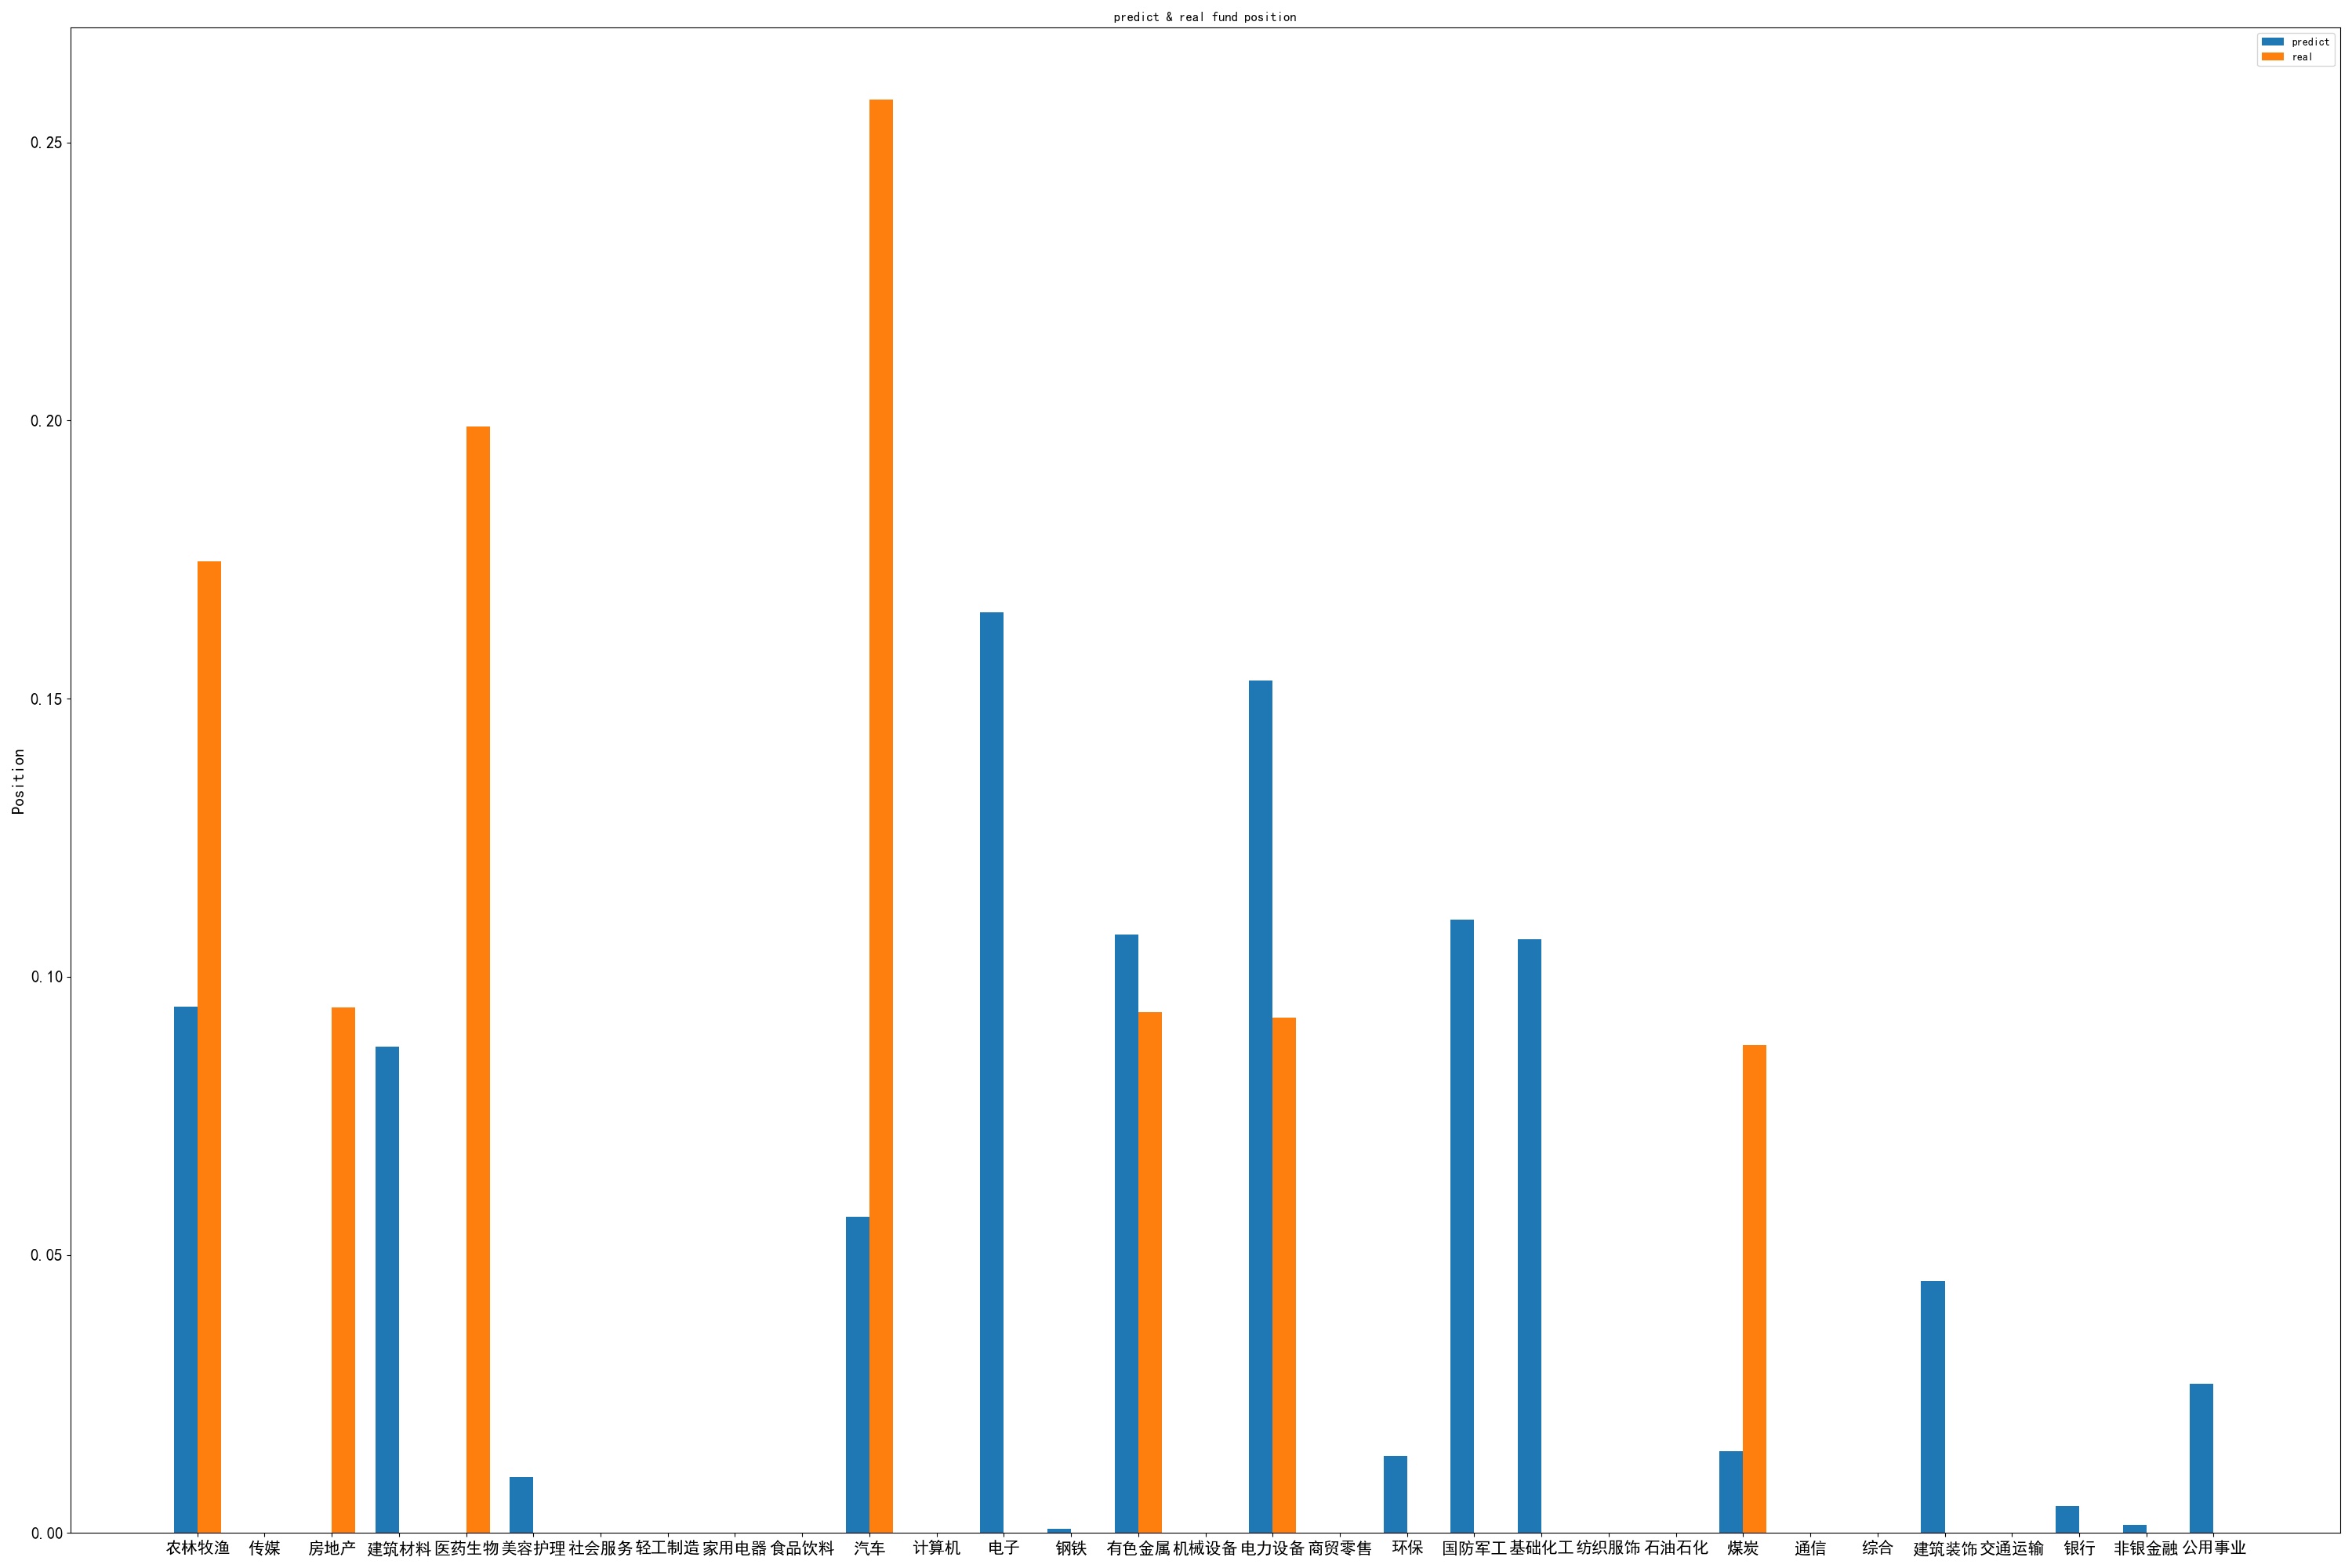 predict & real fund position
predict
real
Position
0.25
0.20
0.15
0.10
0.05
0.00
农林牧渔 传媒 房地产 建筑材料 医药生物 美容护理 社会服务 轻工制造 家用电器 食品饮料 汽车 计算机 电子 钢铁 有色金属 机械设备 电力设备 商贸零售 环保 国防军工 基础化工 纺织服饰 石油石化 煤炭 通信 综合 建筑装饰 交通运输 银行 非银金融 公用事业